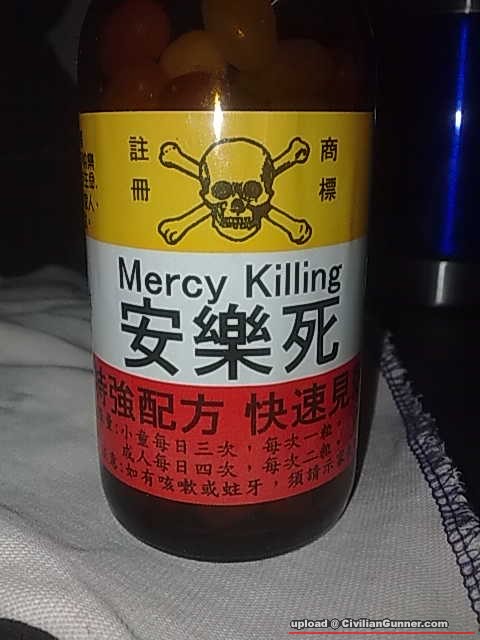 註冊 商標
Mercy Killing
安樂死
特強配方 快速見
量:小童每日三次,每次一粒。
成人每日四次,每次二粒。
:如有咳嗽或蛀牙,須請示家
upload @ CivilianGunner.com